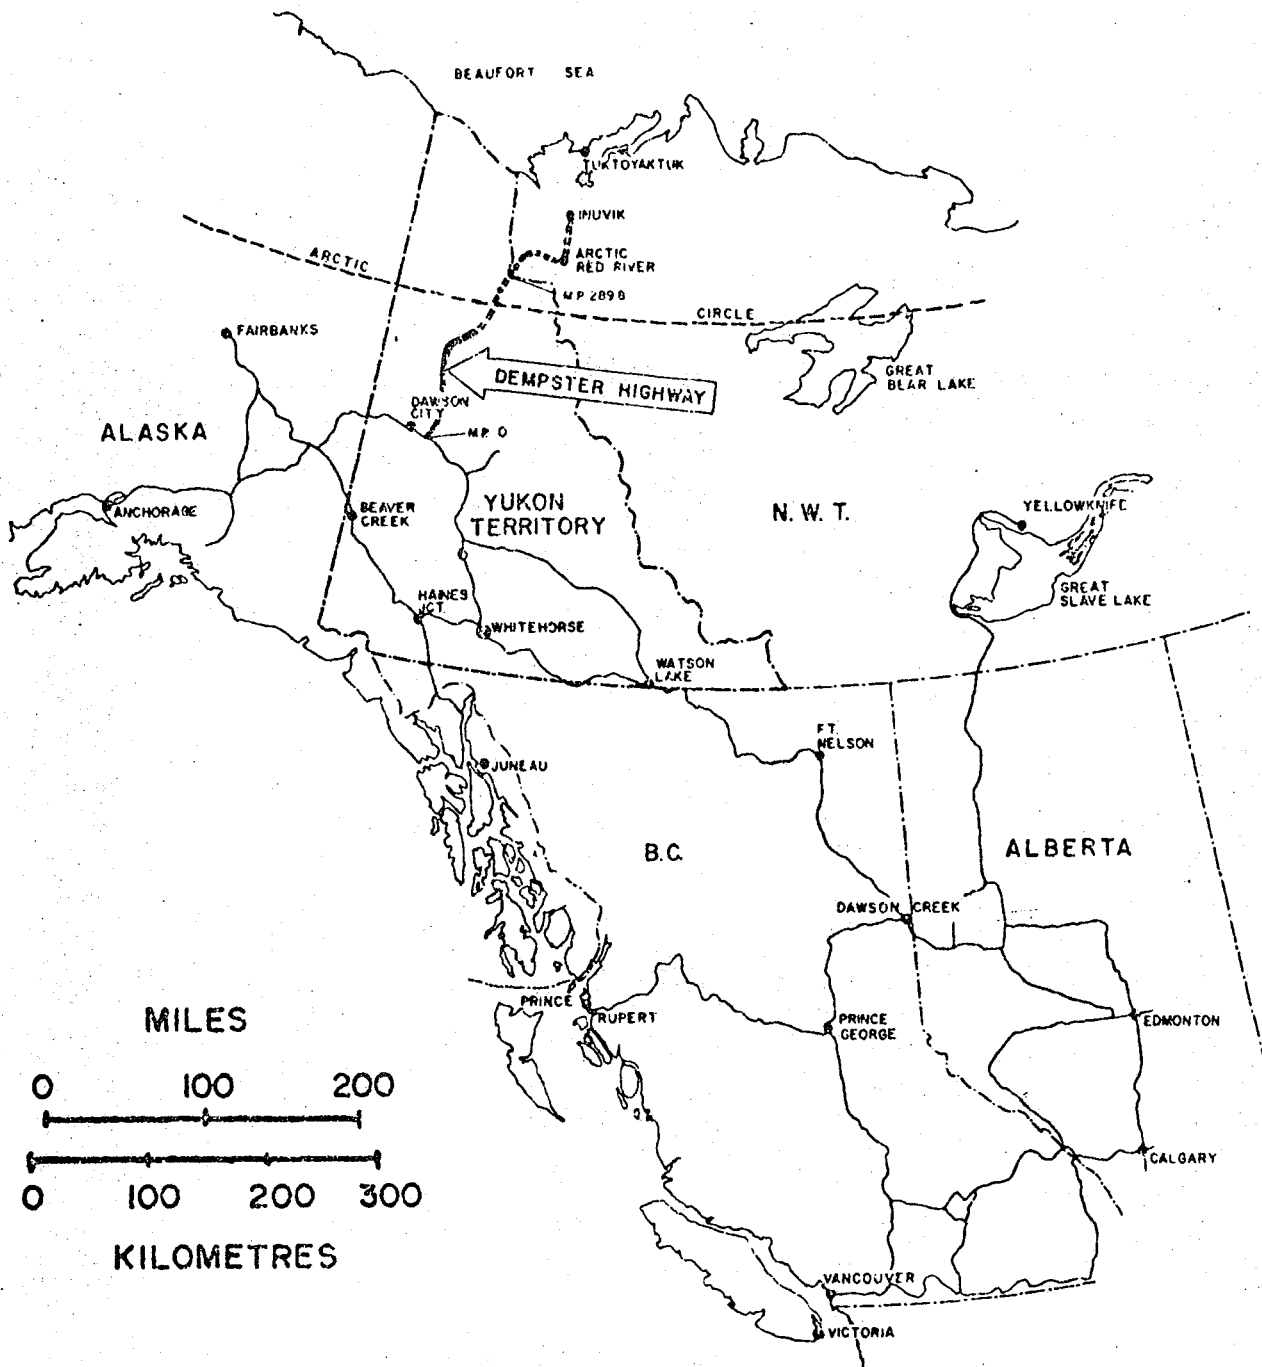 BEAUFORT SEA
TUKTOYAKTUK
INUVIK
ARCTIC
RED RIVER
ARCTIC
M.P. 289.8
CIRCLE
FAIRBANKS
GREAT
BEAR LAKE
DEMPSTER HIGHWAY
DAWSON
CITY
ALASKA
M.P. 0
ANCHORAGE
BEAVER
CREEK
YUKON
TERRITORY
N. W. T.
YELLOWKNIFE
GREAT
SLAVE LAKE
HAINES
JCT.
WHITEHORSE
WATSON
LAKE
FT.
NELSON
JUNEAU
B.C.
ALBERTA
DAWSON CREEK
PRINCE
RUPERT
PRINCE
GEORGE
EDMONTON
MILES
0 100 200
CALGARY
0 100 200 300
KILOMETRES
VANCOUVER
VICTORIA